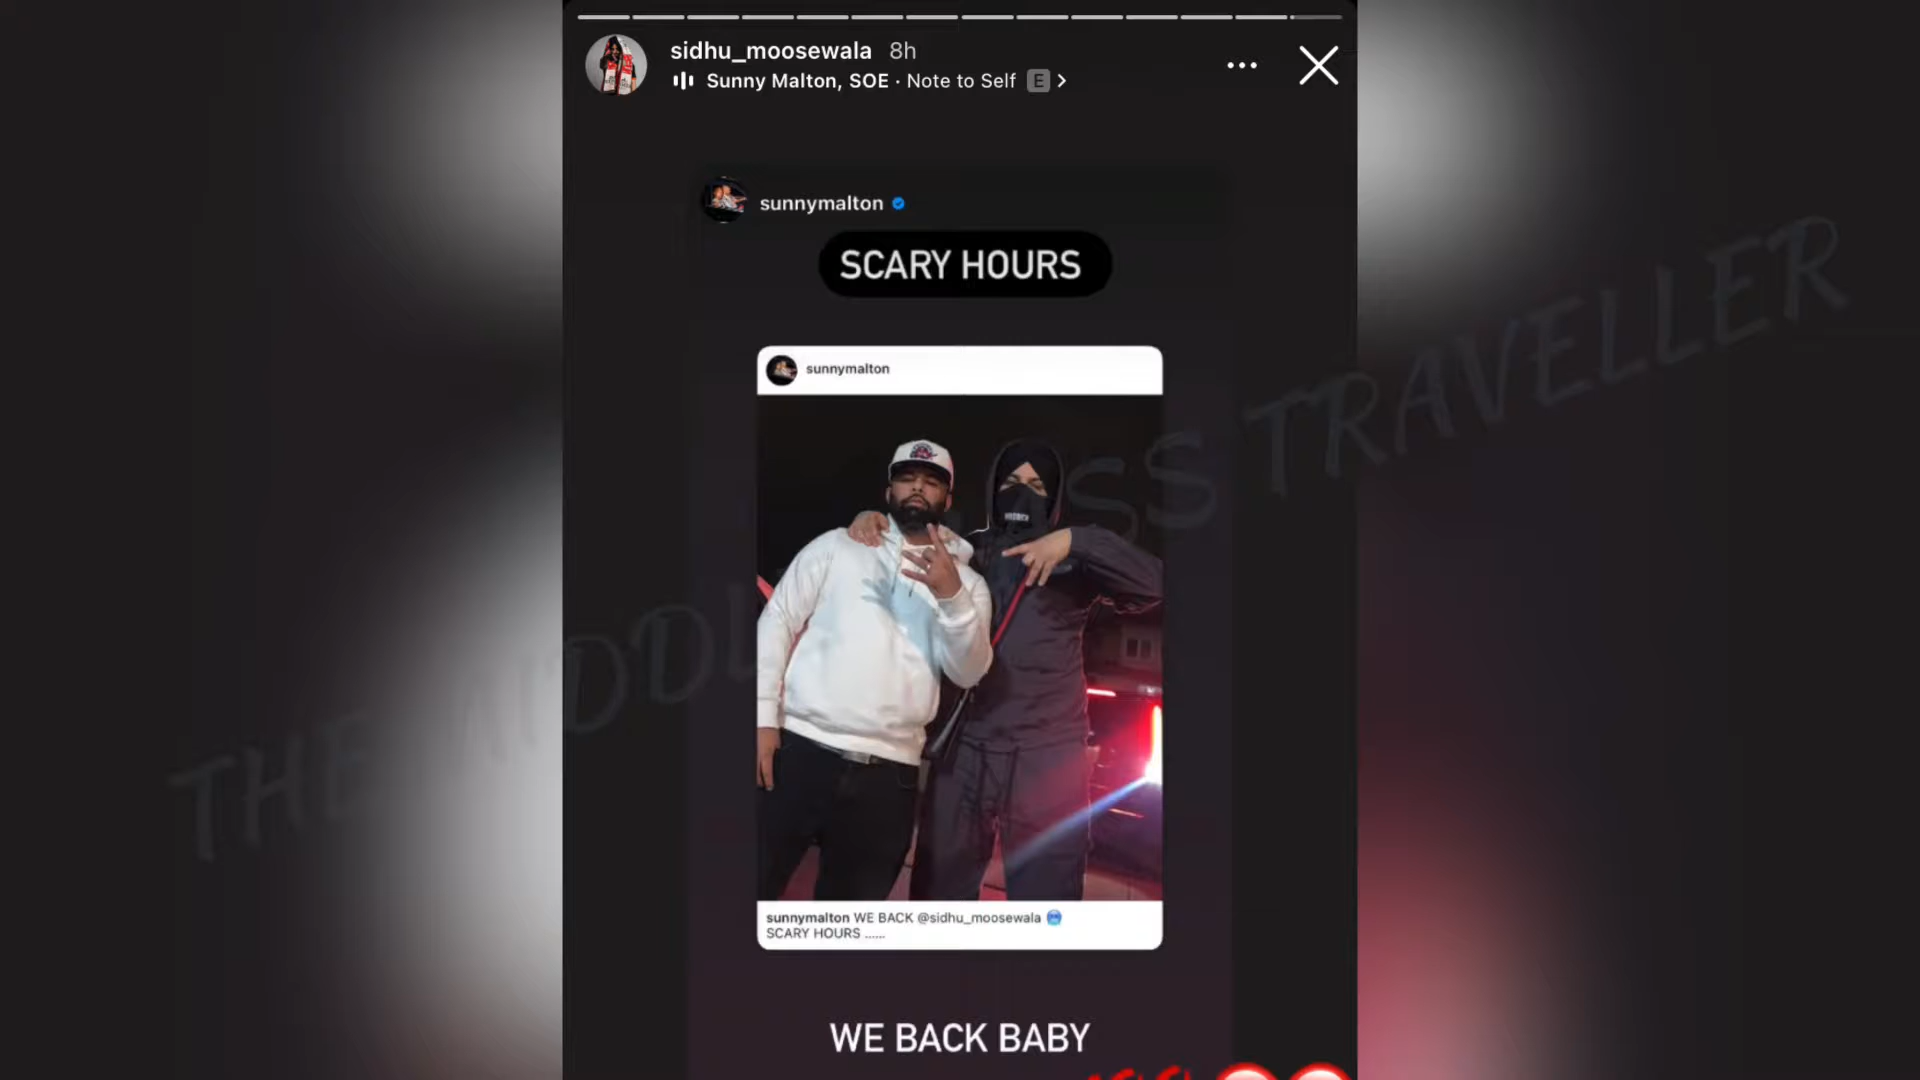 sidhu_moosewala 8h
Sunny Malton, SOE · Note to Self E
sunnymalton
SCARY HOURS
sunnymalton
sunnymalton WE BACK @sidhu_moosewala 🥶
SCARY HOURS ......
WE BACK BABY
THE MIDDLE CLASS TRAVELLER